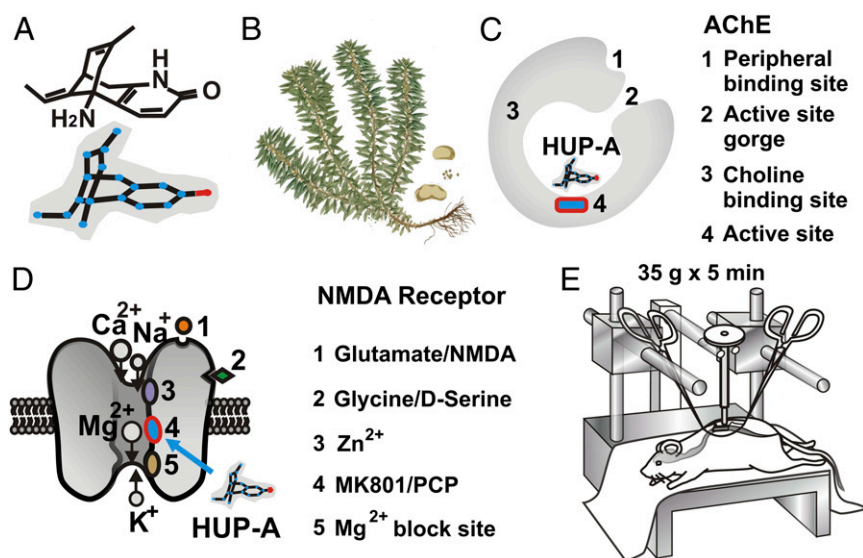 A
H
N
O
H2N
B
C
1
2
3
HUP-A
4
AChE
1 Peripheral
binding site
2 Active site
gorge
3 Choline
binding site
4 Active site
D
Ca2+
Na+
1
2
3
4
5
Mg2+
K+
HUP-A
NMDA Receptor
1 Glutamate/NMDA
2 Glycine/D-Serine
3 Zn2+
4 MK801/PCP
5 Mg2+ block site
E
35 g x 5 min